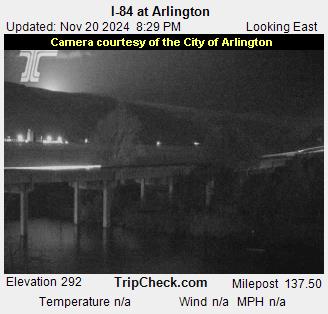 I-84 at Arlington
Updated: Nov 20 2024 8:29 PM Looking East
Camera courtesy of the City of Arlington
Elevation 292 TripCheck.com Milepost 137.50
Temperature n/a Wind n/a MPH n/a